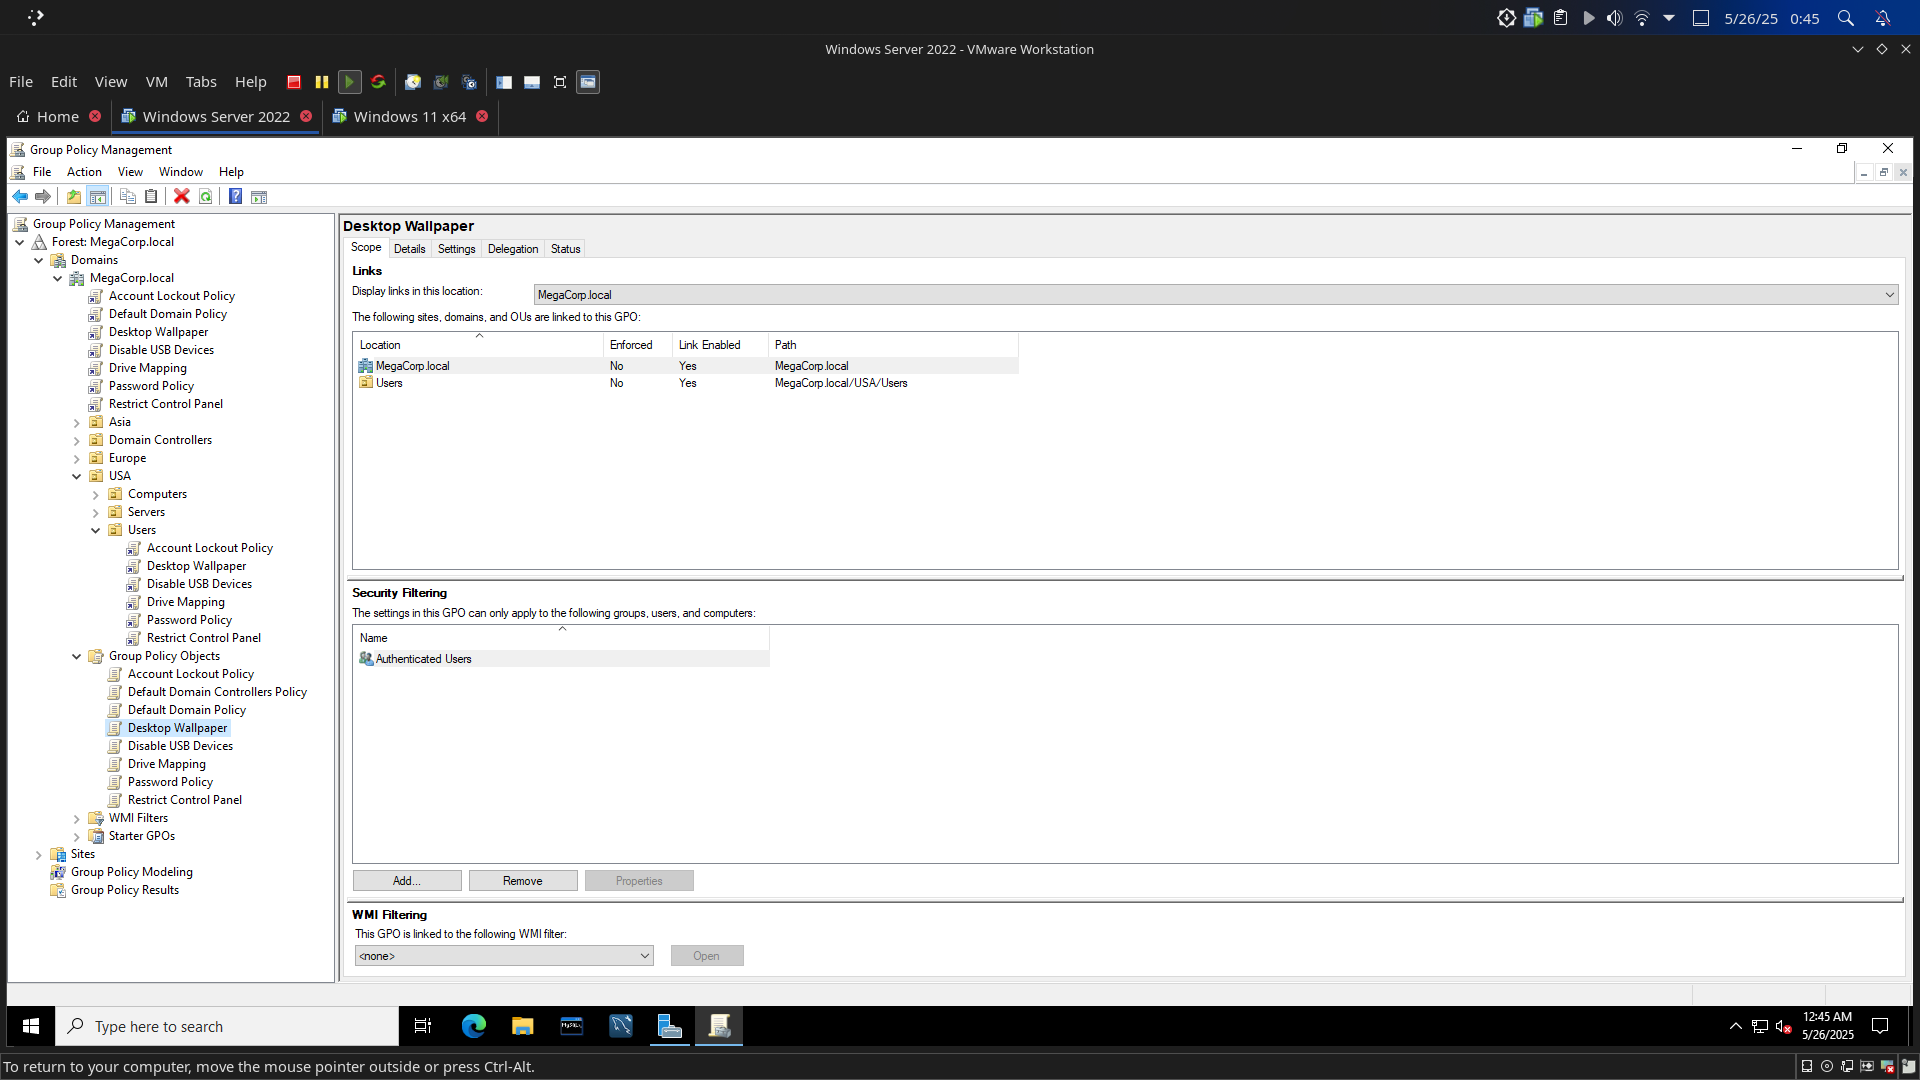 5/26/25 0:45
Windows Server 2022 - VMware Workstation
File Edit View VM Tabs Help
Home Windows Server 2022 Windows 11 x64
Group Policy Management
File Action View Window Help
Group Policy Management
Forest: MegaCorp.local
Domains
MegaCorp.local
Account Lockout Policy
Default Domain Policy
Desktop Wallpaper
Disable USB Devices
Drive Mapping
Password Policy
Restrict Control Panel
Asia
Domain Controllers
Europe
USA
Computers
Servers
Users
Account Lockout Policy
Desktop Wallpaper
Disable USB Devices
Drive Mapping
Password Policy
Restrict Control Panel
Group Policy Objects
Account Lockout Policy
Default Domain Controllers Policy
Default Domain Policy
Desktop Wallpaper
Disable USB Devices
Drive Mapping
Password Policy
Restrict Control Panel
WMI Filters
Starter GPOs
Sites
Group Policy Modeling
Group Policy Results
Desktop Wallpaper
Scope Details Settings Delegation Status
Links
Display links in this location: MegaCorp.local
The following sites, domains, and OUs are linked to this GPO:
Location Enforced Link Enabled Path
MegaCorp.local No Yes MegaCorp.local
Users No Yes MegaCorp.local/USA/Users
Security Filtering
The settings in this GPO can only apply to the following groups, users, and computers:
Name
Authenticated Users
Add... Remove Properties
WMI Filtering
This GPO is linked to the following WMI filter:
<none> Open
Type here to search
MySQL
12:45 AM
5/26/2025
To return to your computer, move the mouse pointer outside or press Ctrl-Alt.